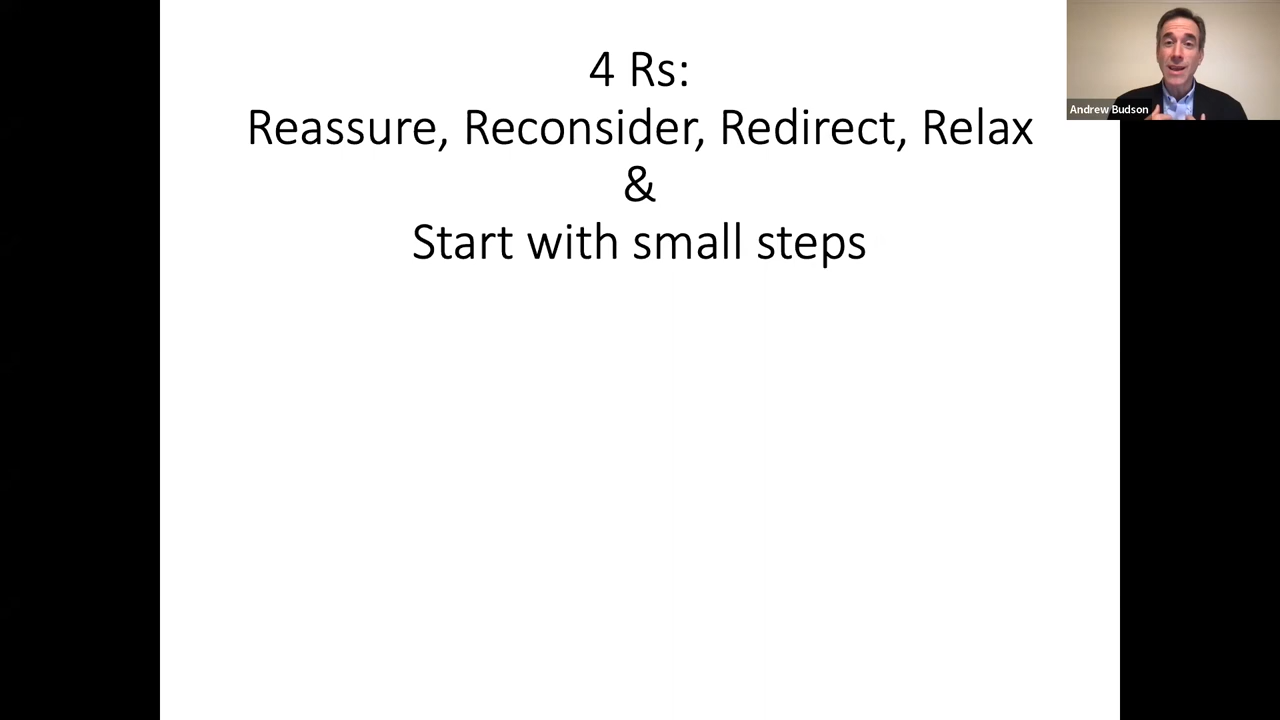 4 Rs:
Reassure, Reconsider, Redirect, Relax
&
Start with small steps
Andrew Budson